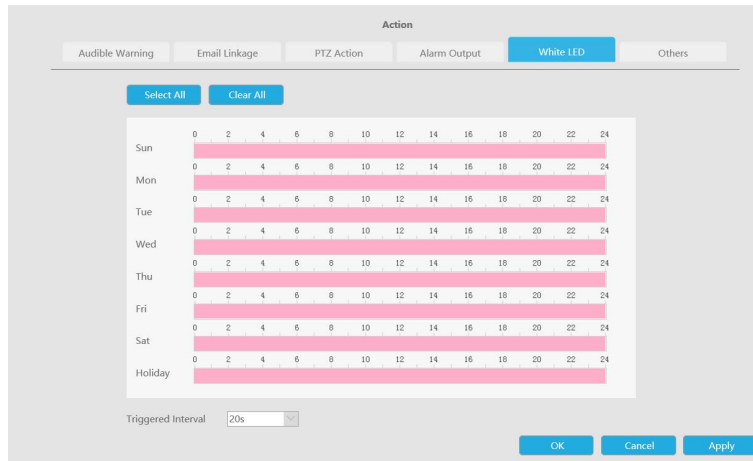 Action
Audible Warning Email Linkage PTZ Action Alarm Output White LED Others
Select All Clear All
0 2 4 6 8 10 12 14 16 18 20 22 24
Sun
0 2 4 6 8 10 12 14 16 18 20 22 24
Mon
0 2 4 6 8 10 12 14 16 18 20 22 24
Tue
0 2 4 6 8 10 12 14 16 18 20 22 24
Wed
0 2 4 6 8 10 12 14 16 18 20 22 24
Thu
0 2 4 6 8 10 12 14 16 18 20 22 24
Fri
0 2 4 6 8 10 12 14 16 18 20 22 24
Sat
0 2 4 6 8 10 12 14 16 18 20 22 24
Holiday
Triggered Interval 20s
OK Cancel Apply